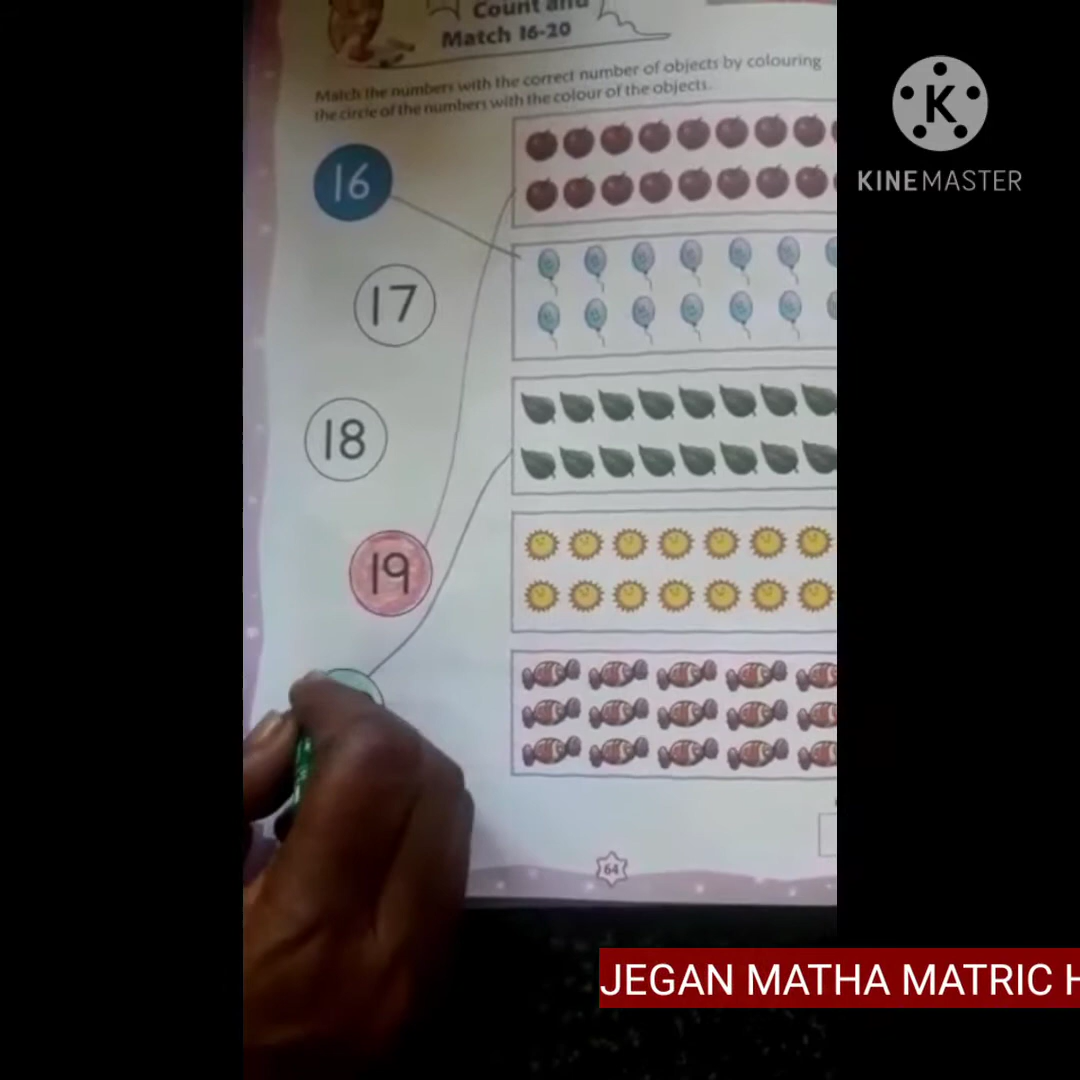 Count and
Match 16-20
Match the numbers with the correct number of objects by colouring
the circle of the numbers with the colour of the objects.
K
KINEMASTER
16
17
18
19
64
JEGAN MATHA MATRIC H